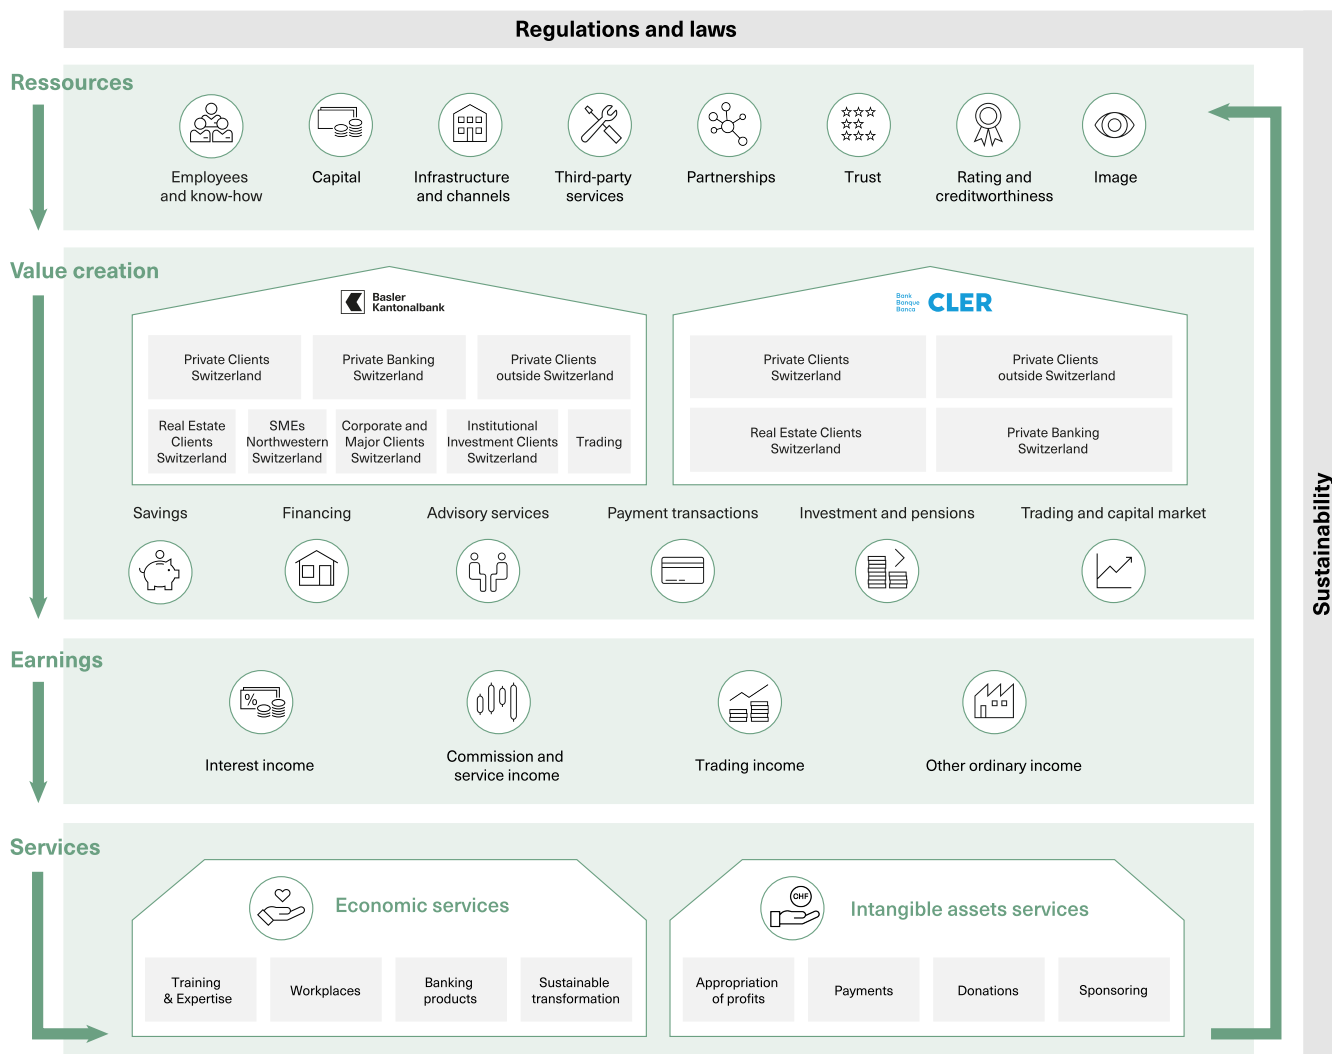 Regulations and laws
Ressources
Employees
and know-how
Capital
Infrastructure
and channels
Third-party
services
Partnerships
Trust
Rating and
creditworthiness
Image
Value creation
Basler
Kantonalbank
Private Clients
Switzerland
Private Banking
Switzerland
Private Clients
outside Switzerland
Real Estate
Clients
Switzerland
SMEs
Northwestern
Switzerland
Corporate and
Major Clients
Switzerland
Institutional
Investment Clients
Switzerland
Trading
Bank
Banque
Banca
CLER
Private Clients
Switzerland
Private Clients
outside Switzerland
Real Estate Clients
Switzerland
Private Banking
Switzerland
Savings
Financing
Advisory services
Payment transactions
Investment and pensions
Trading and capital market
Sustainability
Earnings
%
Interest income
Commission and
service income
Trading income
Other ordinary income
Services
Economic services
Training
& Expertise
Workplaces
Banking
products
Sustainable
transformation
CHF
Intangible assets services
Appropriation
of profits
Payments
Donations
Sponsoring